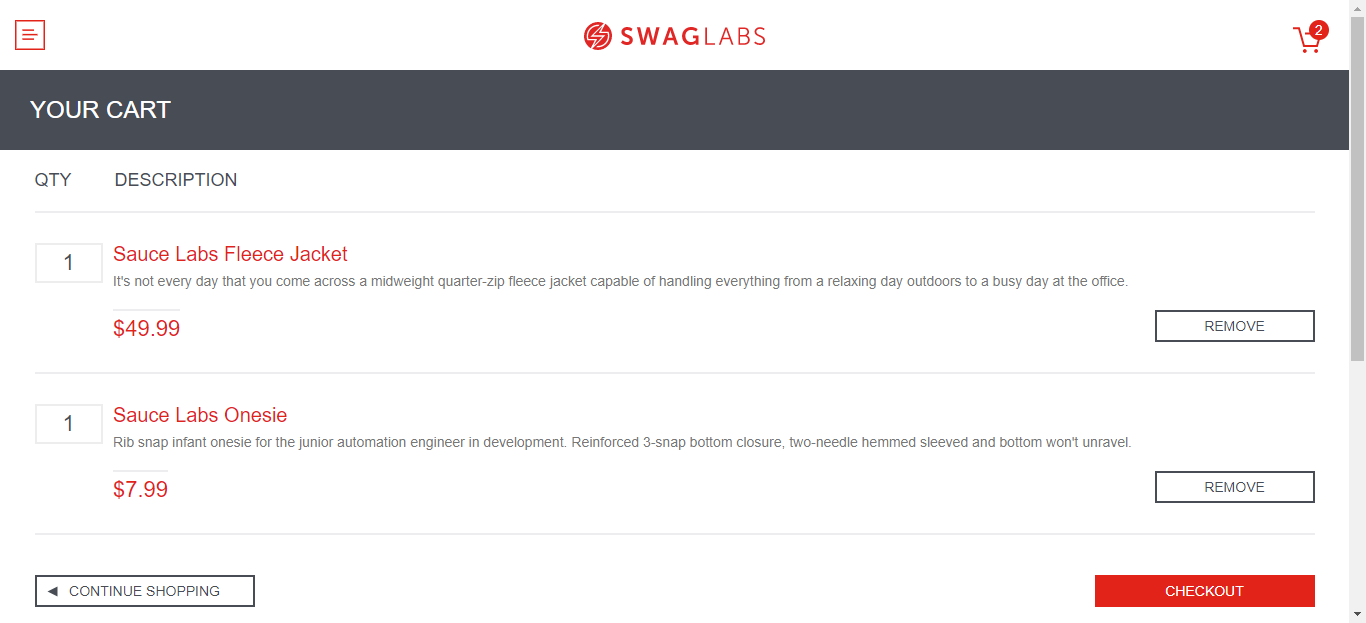 SWAGLABS
2
YOUR CART
QTY DESCRIPTION
1 Sauce Labs Fleece Jacket
It's not every day that you come across a midweight quarter-zip fleece jacket capable of handling everything from a relaxing day outdoors to a busy day at the office.
$49.99 REMOVE
1 Sauce Labs Onesie
Rib snap infant onesie for the junior automation engineer in development. Reinforced 3-snap bottom closure, two-needle hemmed sleeved and bottom won't unravel.
$7.99 REMOVE
CONTINUE SHOPPING CHECKOUT